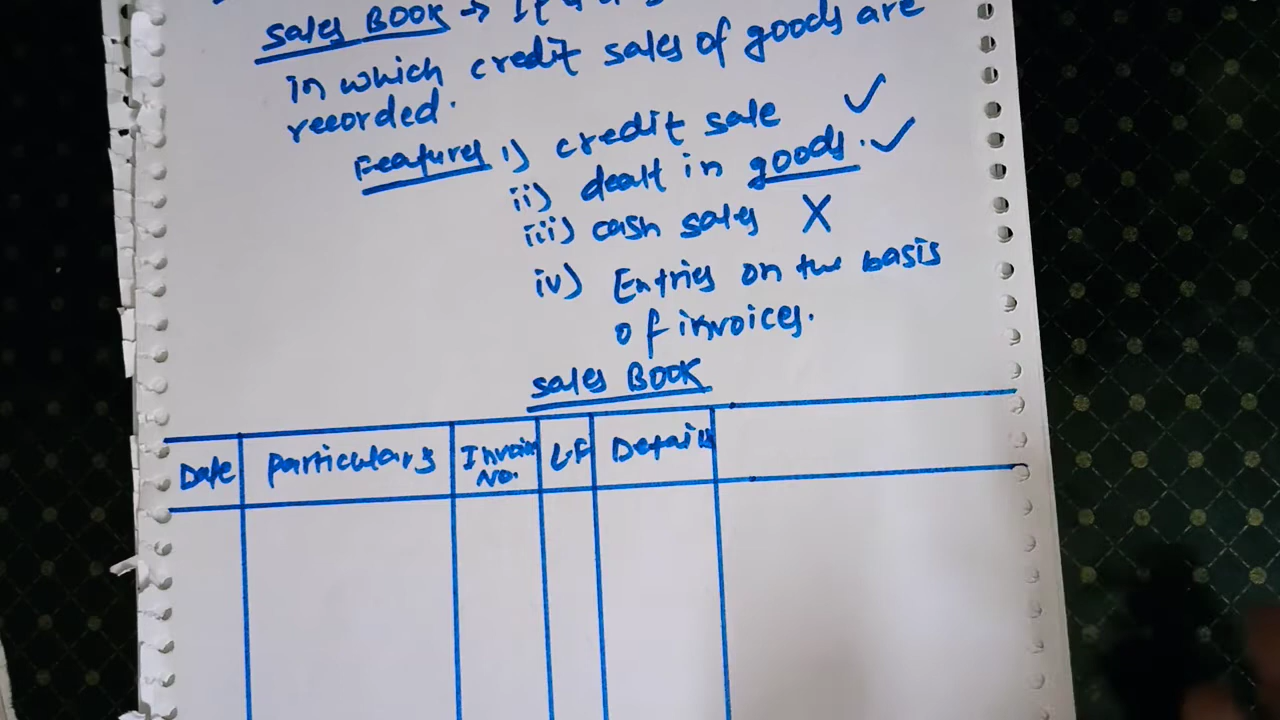 Sales BOOK →
in which credit sales of goods are
recorded.
Features i) credit sale ✓
ii) dealt in goods. ✓
iii) cash sales X
iv) Entries on the basis
of invoices.
Sales BOOK
Date Particulars Invoice No. L.F Details